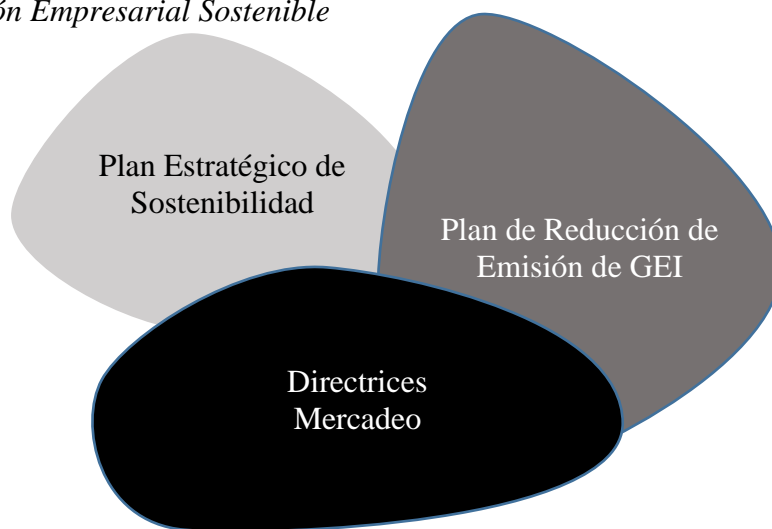 ón Empresarial Sostenible
Plan Estratégico de
Sostenibilidad
Plan de Reducción de
Emisión de GEI
Directrices
Mercadeo